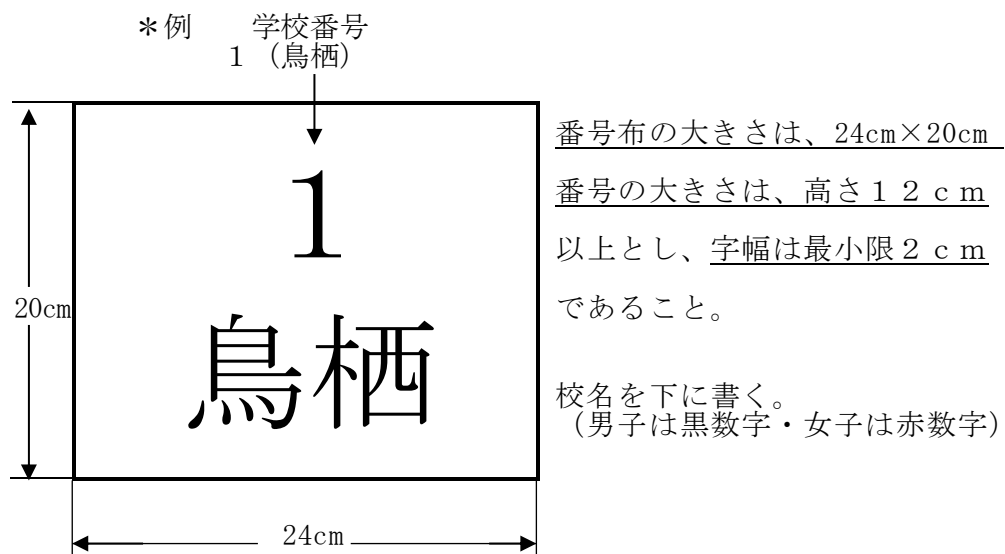 ＊例　　学校番号
１（鳥栖）
1
鳥栖
20cm
24cm
番号布の大きさは、24cm×20cm
番号の大きさは、高さ１２ｃｍ
以上とし、字幅は最小限２ｃｍ
であること。
校名を下に書く。
（男子は黒数字・女子は赤数字）